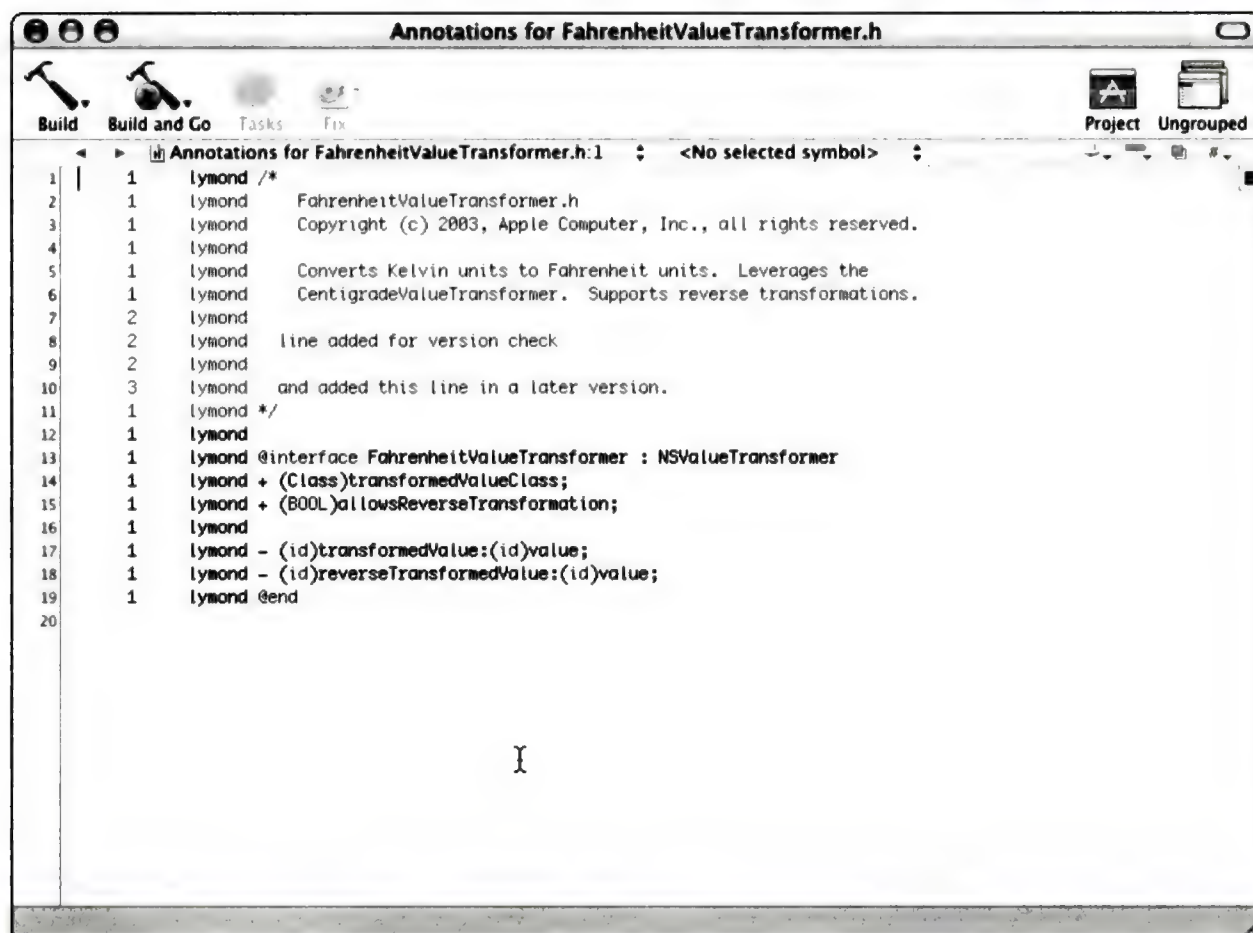 Annotations for FahrenheitValueTransformer.h
Build Build and Go Tasks Fix Project Ungrouped
Annotations for FahrenheitValueTransformer.h:1 <No selected symbol>
1 1 lymond /*
2 1 lymond FahrenheitValueTransformer.h
3 1 lymond Copyright (c) 2003, Apple Computer, Inc., all rights reserved.
4 1 lymond
5 1 lymond Converts Kelvin units to Fahrenheit units. Leverages the
6 1 lymond CentigradeValueTransformer. Supports reverse transformations.
7 2 lymond
8 2 lymond line added for version check
9 2 lymond
10 3 lymond and added this line in a later version.
11 1 lymond */
12 1 lymond
13 1 lymond @interface FahrenheitValueTransformer : NSValueTransformer
14 1 lymond + (Class)transformedValueClass;
15 1 lymond + (BOOL)allowsReverseTransformation;
16 1 lymond
17 1 lymond - (id)transformedValue:(id)value;
18 1 lymond - (id)reverseTransformedValue:(id)value;
19 1 lymond @end
20